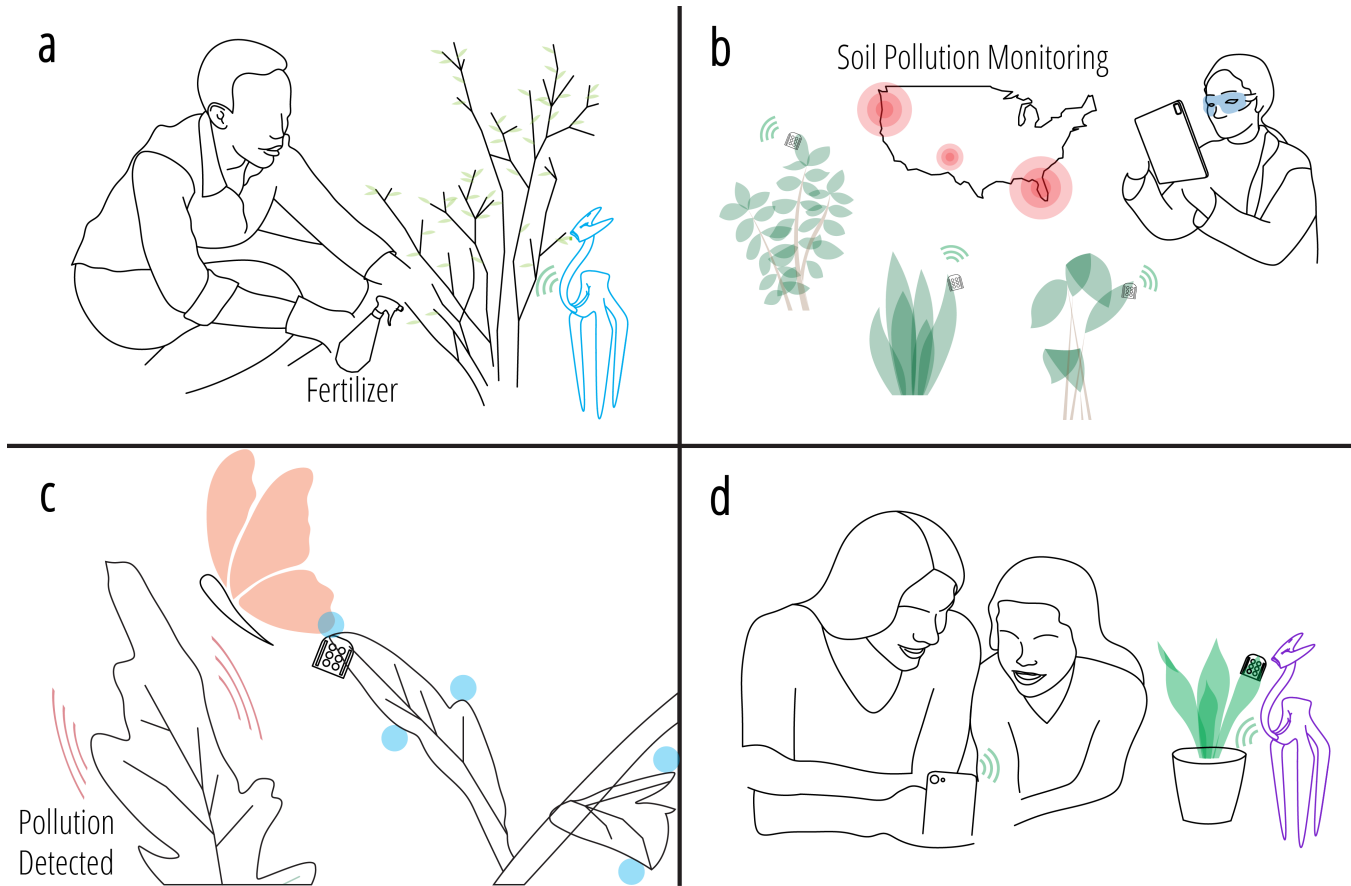 a
Fertilizer
b
Soil Pollution Monitoring
c
Pollution
Detected
d